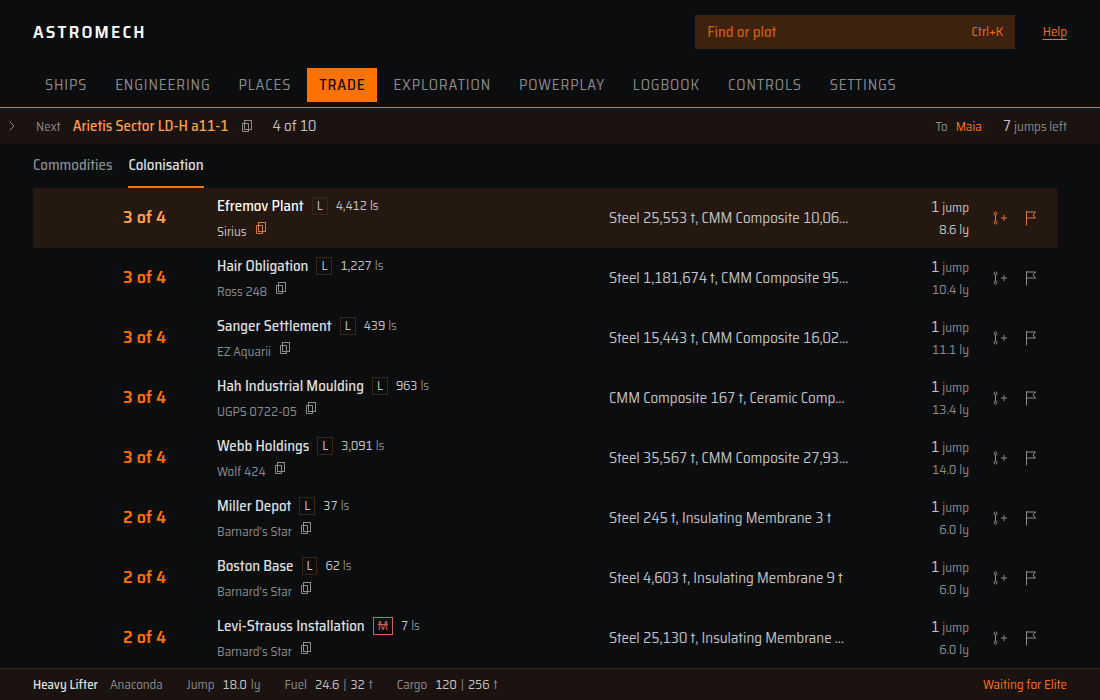 ASTROMECH
Find or plot Ctrl+K Help
SHIPS ENGINEERING PLACES TRADE EXPLORATION POWERPLAY LOGBOOK CONTROLS SETTINGS
Next Arietis Sector LD-H a11-1 4 of 10 To Maia 7 jumps left
Commodities Colonisation
3 of 4 Efremov Plant L 4,412 ls Steel 25,553 t, CMM Composite 10,06... 1 jump
Sirius 8.6 ly
3 of 4 Hair Obligation L 1,227 ls Steel 1,181,674 t, CMM Composite 95... 1 jump
Ross 248 10.4 ly
3 of 4 Sanger Settlement L 439 ls Steel 15,443 t, CMM Composite 16,02... 1 jump
EZ Aquarii 11.1 ly
3 of 4 Hah Industrial Moulding L 963 ls CMM Composite 167 t, Ceramic Comp... 1 jump
UGPS 0722-05 13.4 ly
3 of 4 Webb Holdings L 3,091 ls Steel 35,567 t, CMM Composite 27,93... 1 jump
Wolf 424 14.0 ly
2 of 4 Miller Depot L 37 ls Steel 245 t, Insulating Membrane 3 t 1 jump
Barnard's Star 6.0 ly
2 of 4 Boston Base L 62 ls Steel 4,603 t, Insulating Membrane 9 t 1 jump
Barnard's Star 6.0 ly
2 of 4 Levi-Strauss Installation M 7 ls Steel 25,130 t, Insulating Membrane ... 1 jump
Barnard's Star 6.0 ly
Heavy Lifter Anaconda Jump 18.0 ly Fuel 24.6 | 32 t Cargo 120 | 256 t Waiting for Elite